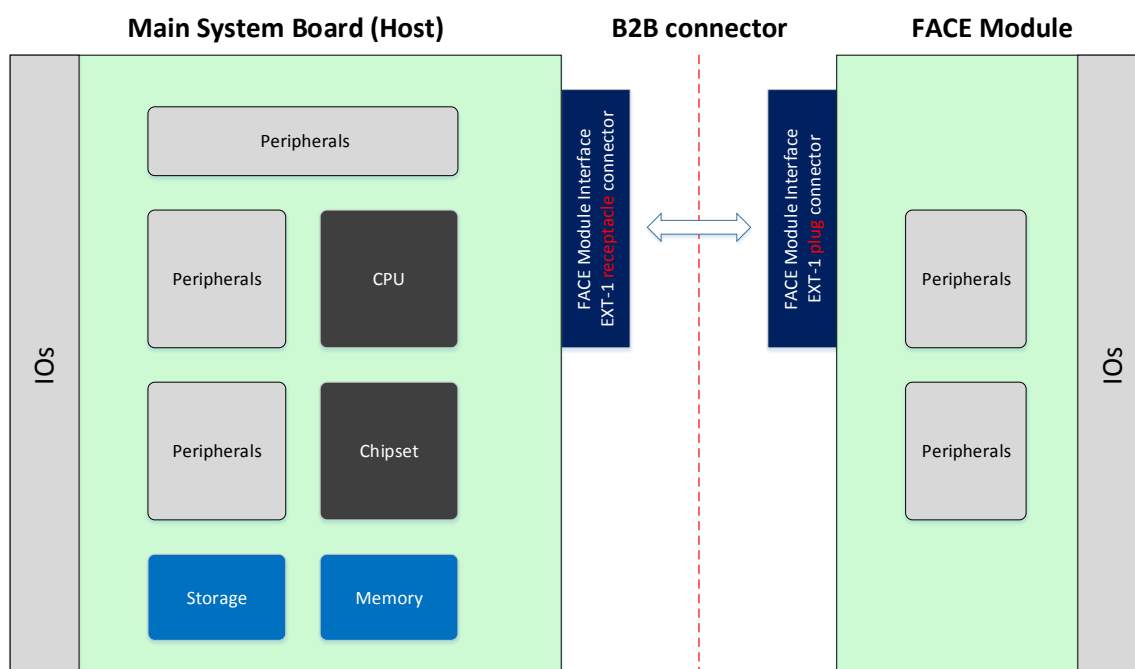 Main System Board (Host)
B2B connector
FACE Module
IOs
Peripherals
Peripherals
CPU
Peripherals
Chipset
Storage
Memory
FACE Module Interface
EXT-1 receptacle connector
FACE Module Interface
EXT-1 plug connector
Peripherals
Peripherals
IOs